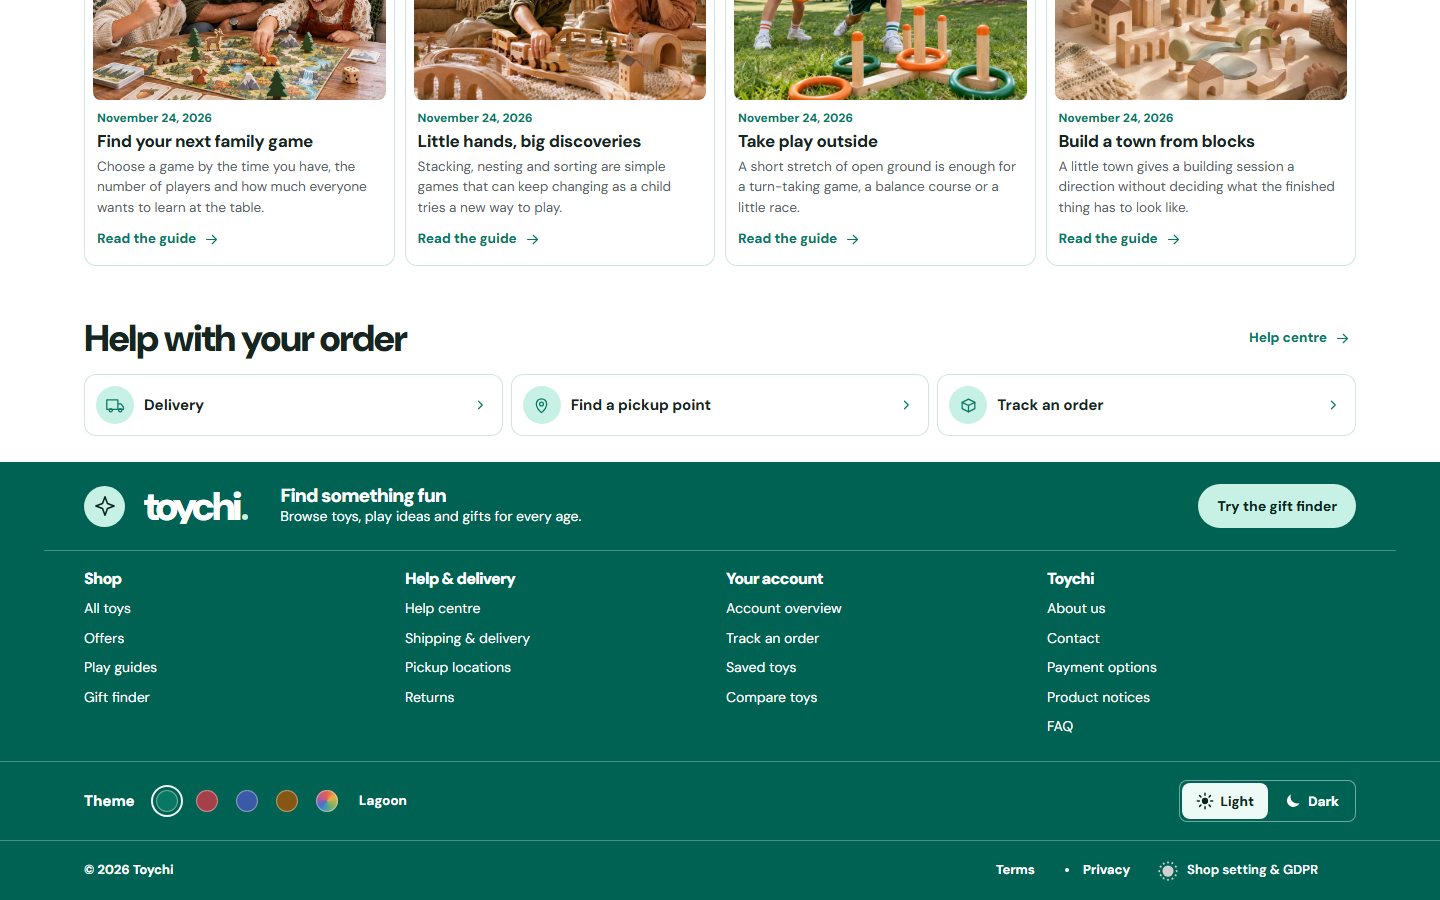 November 24, 2026
Find your next family game
Choose a game by the time you have, the
number of players and how much everyone
wants to learn at the table.
Read the guide
November 24, 2026
Little hands, big discoveries
Stacking, nesting and sorting are simple
games that can keep changing as a child
tries a new way to play.
Read the guide
November 24, 2026
Take play outside
A short stretch of open ground is enough for
a turn-taking game, a balance course or a
little race.
Read the guide
November 24, 2026
Build a town from blocks
A little town gives a building session a
direction without deciding what the finished
thing has to look like.
Read the guide
Help with your order
Help centre
Delivery
Find a pickup point
Track an order
toychi.
Find something fun
Browse toys, play ideas and gifts for every age.
Try the gift finder
Shop
All toys
Offers
Play guides
Gift finder
Help & delivery
Help centre
Shipping & delivery
Pickup locations
Returns
Your account
Account overview
Track an order
Saved toys
Compare toys
Toychi
About us
Contact
Payment options
Product notices
FAQ
Theme
Lagoon
Light
Dark
© 2026 Toychi
Terms
• Privacy
Shop setting & GDPR